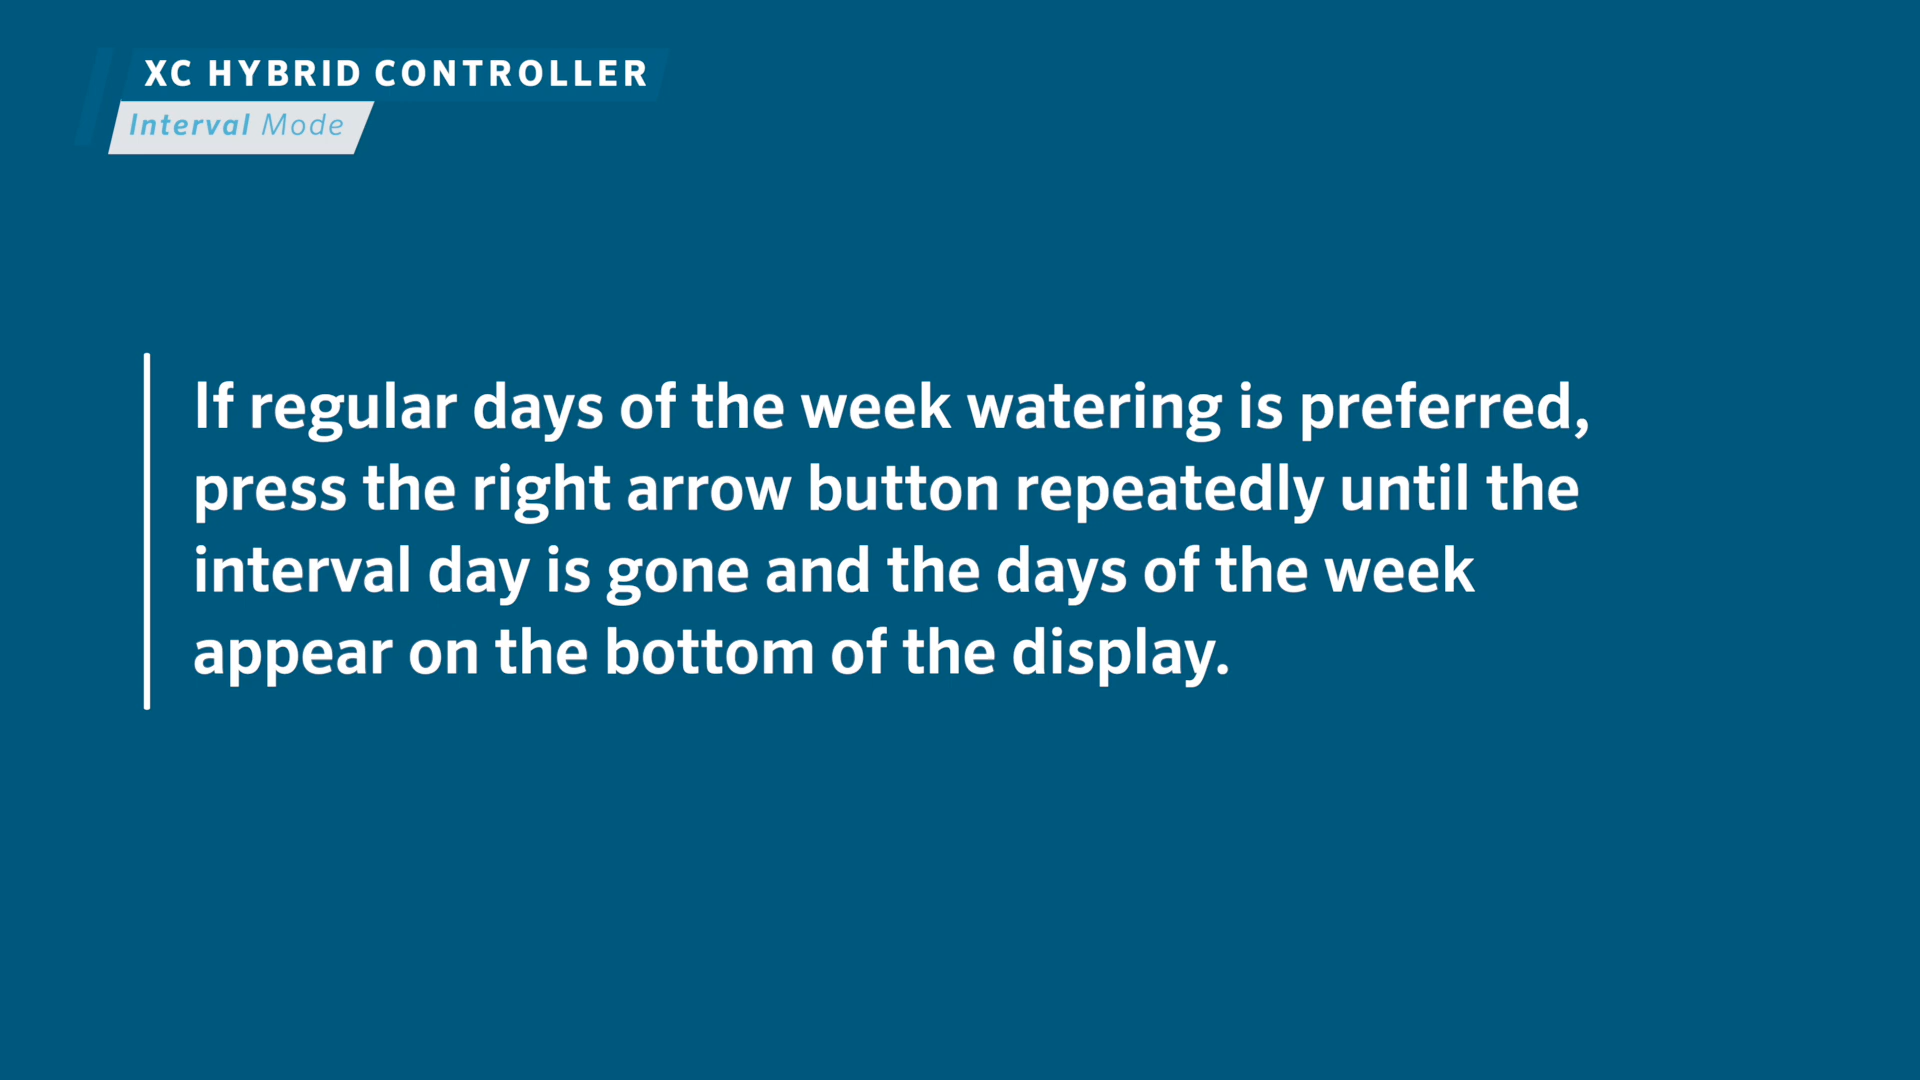 XC HYBRID CONTROLLER
Interval Mode
If regular days of the week watering is preferred,
press the right arrow button repeatedly until the
interval day is gone and the days of the week
appear on the bottom of the display.